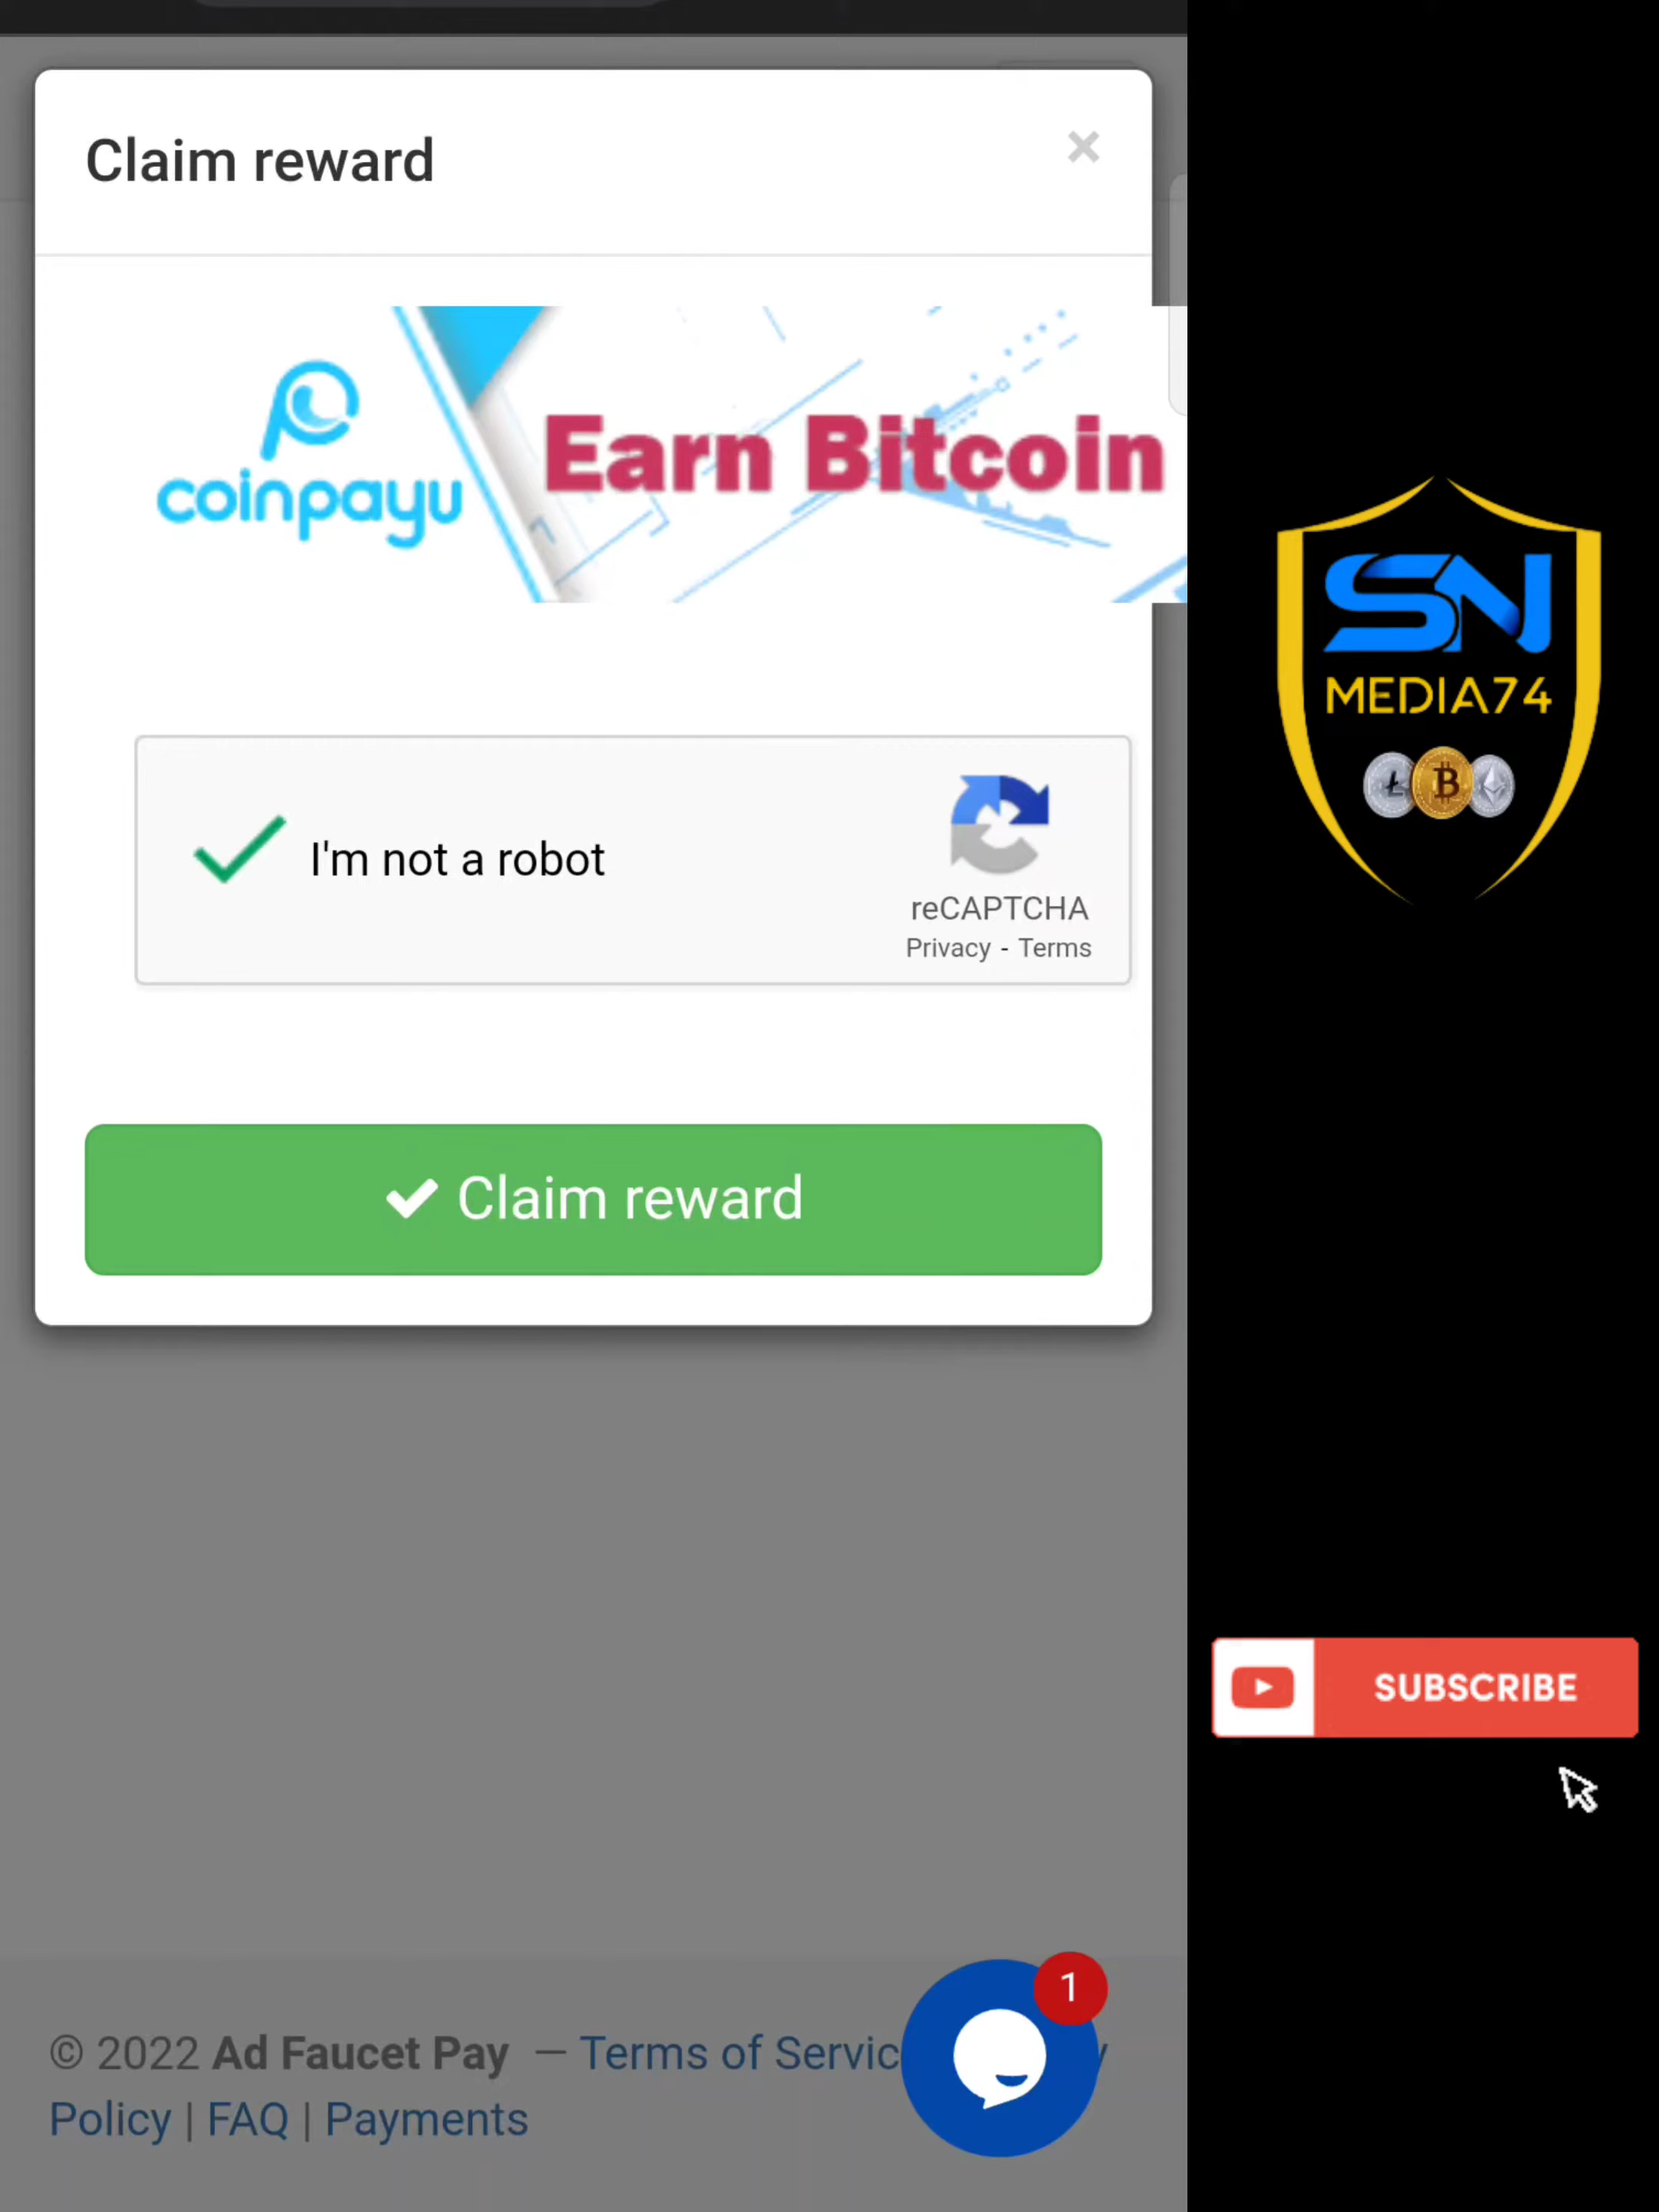 Claim reward
×
coinpayu
Earn Bitcoin
I'm not a robot
reCAPTCHA
Privacy - Terms
Claim reward
SN
MEDIA74
SUBSCRIBE
1
© 2022 Ad Faucet Pay — Terms of Servic
Policy | FAQ | Payments